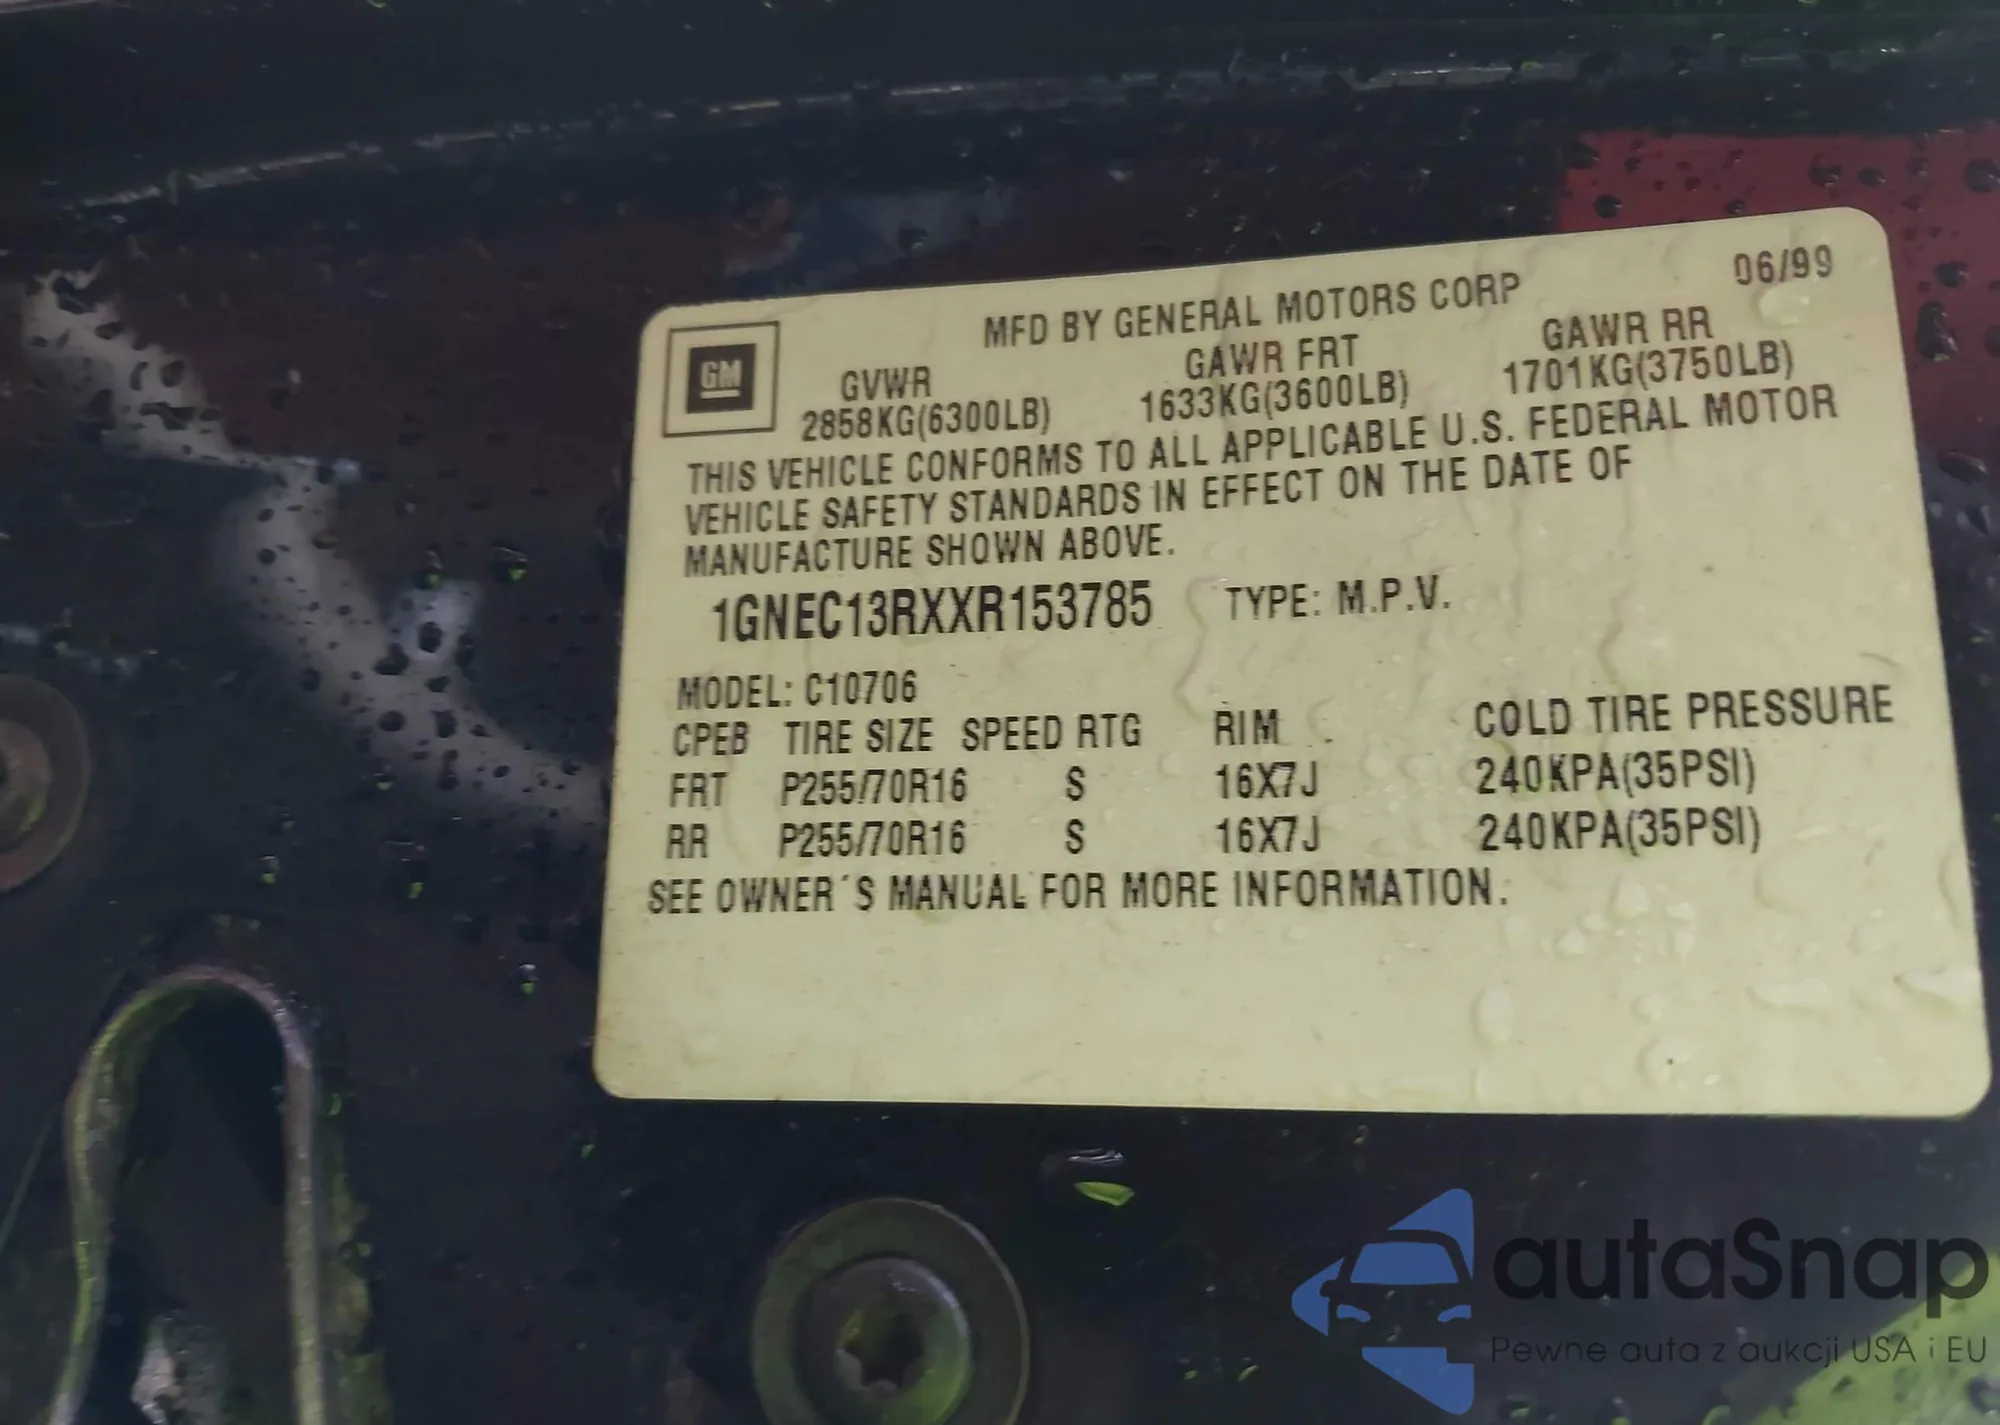 GM
MFD BY GENERAL MOTORS CORP 06/99
GVWR GAWR FRT GAWR RR
2858KG(6300LB) 1633KG(3600LB) 1701KG(3750LB)
THIS VEHICLE CONFORMS TO ALL APPLICABLE U.S. FEDERAL MOTOR
VEHICLE SAFETY STANDARDS IN EFFECT ON THE DATE OF
MANUFACTURE SHOWN ABOVE.
1GNEC13RXXR153785 TYPE: M.P.V.
MODEL: C10706
CPEB TIRE SIZE SPEED RTG RIM COLD TIRE PRESSURE
FRT P255/70R16 S 16X7J 240KPA(35PSI)
RR P255/70R16 S 16X7J 240KPA(35PSI)
SEE OWNER´S MANUAL FOR MORE INFORMATION.
autaSnap
Pewne auta z aukcji USA i EU